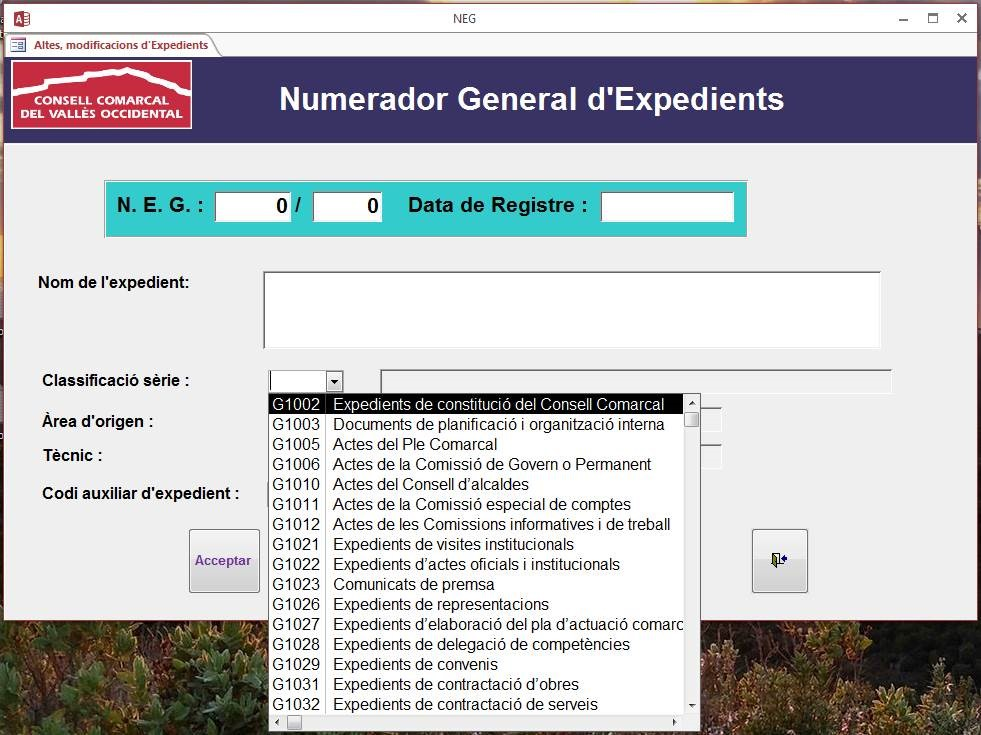 NEG
Altes, modificacions d'Expedients
CONSELL COMARCAL
DEL VALLÈS OCCIDENTAL
Numerador General d'Expedients
N. E. G. : 0 / 0 Data de Registre :
Nom de l'expedient:
Classificació sèrie :
Àrea d'origen :
Tècnic :
Codi auxiliar d'expedient :
G1002 Expedients de constitució del Consell Comarcal
G1003 Documents de planificació i organització interna
G1005 Actes del Ple Comarcal
G1006 Actes de la Comissió de Govern o Permanent
G1010 Actes del Consell d’alcaldes
G1011 Actes de la Comissió especial de comptes
G1012 Actes de les Comissions informatives i de treball
G1021 Expedients de visites institucionals
G1022 Expedients d’actes oficials i institucionals
G1023 Comunicats de premsa
G1026 Expedients de representacions
G1027 Expedients d’elaboració del pla d’actuació comarc
G1028 Expedients de delegació de competències
G1029 Expedients de convenis
G1031 Expedients de contractació d’obres
G1032 Expedients de contractació de serveis
Acceptar